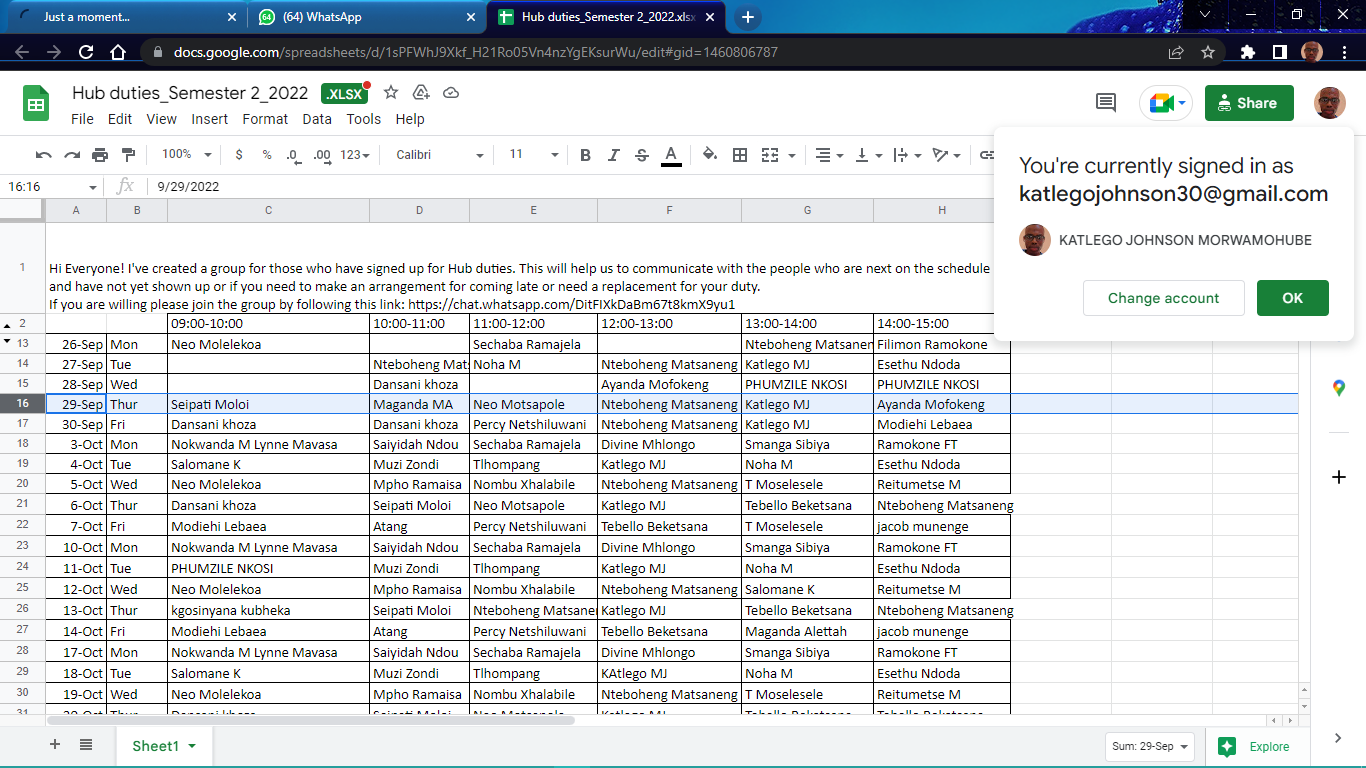 Just a moment...
(64) WhatsApp
Hub duties_Semester 2_2022.xlsx
docs.google.com/spreadsheets/d/1sPFWhJ9Xkf_H21Ro05Vn4nzYgEKsurWu/edit#gid=1460806787
Hub duties_Semester 2_2022 .XLSX
File Edit View Insert Format Data Tools Help
Share
100% $ % .0 .00 123 Calibri 11 B I S A
You're currently signed in as
katlegojohnson30@gmail.com
KATLEGO JOHNSON MORWAMOHUBE
Change account OK
16:16 fx 9/29/2022
A B C D E F G H
1 Hi Everyone! I've created a group for those who have signed up for Hub duties. This will help us to communicate with the people who are next on the schedule
and have not yet shown up or if you need to make an arrangement for coming late or need a replacement for your duty.
If you are willing please join the group by following this link: https://chat.whatsapp.com/DitFIXkDaBm67t8kmX9yu1
2 09:00-10:00 10:00-11:00 11:00-12:00 12:00-13:00 13:00-14:00 14:00-15:00
13 26-Sep Mon Neo Molelekoa Sechaba Ramajela Nteboheng Matsanen Filimon Ramokone
14 27-Sep Tue Nteboheng Mats Noha M Nteboheng Matsaneng Katlego MJ Esethu Ndoda
15 28-Sep Wed Dansani khoza Ayanda Mofokeng PHUMZILE NKOSI PHUMZILE NKOSI
16 29-Sep Thur Seipati Moloi Maganda MA Neo Motsapole Nteboheng Matsaneng Katlego MJ Ayanda Mofokeng
17 30-Sep Fri Dansani khoza Dansani khoza Percy Netshiluwani Nteboheng Matsaneng Katlego MJ Modiehi Lebaea
18 3-Oct Mon Nokwanda M Lynne Mavasa Saiyidah Ndou Sechaba Ramajela Divine Mhlongo Smanga Sibiya Ramokone FT
19 4-Oct Tue Salomane K Muzi Zondi Tlhompang Katlego MJ Noha M Esethu Ndoda
20 5-Oct Wed Neo Molelekoa Mpho Ramaisa Nombu Xhalabile Nteboheng Matsaneng T Moselesele Reitumetse M
21 6-Oct Thur Dansani khoza Seipati Moloi Neo Motsapole Katlego MJ Tebello Beketsana Nteboheng Matsaneng
22 7-Oct Fri Modiehi Lebaea Atang Percy Netshiluwani Tebello Beketsana T Moselesele jacob munenge
23 10-Oct Mon Nokwanda M Lynne Mavasa Saiyidah Ndou Sechaba Ramajela Divine Mhlongo Smanga Sibiya Ramokone FT
24 11-Oct Tue PHUMZILE NKOSI Muzi Zondi Tlhompang Katlego MJ Noha M Esethu Ndoda
25 12-Oct Wed Neo Molelekoa Mpho Ramaisa Nombu Xhalabile Nteboheng Matsaneng Salomane K Reitumetse M
26 13-Oct Thur kgosinyana kubheka Seipati Moloi Nteboheng Matsanen Katlego MJ Tebello Beketsana Nteboheng Matsaneng
27 14-Oct Fri Modiehi Lebaea Atang Percy Netshiluwani Tebello Beketsana Maganda Alettah jacob munenge
28 17-Oct Mon Nokwanda M Lynne Mavasa Saiyidah Ndou Sechaba Ramajela Divine Mhlongo Smanga Sibiya Ramokone FT
29 18-Oct Tue Salomane K Muzi Zondi Tlhompang KAtlego MJ Noha M Esethu Ndoda
30 19-Oct Wed Neo Molelekoa Mpho Ramaisa Nombu Xhalabile Nteboheng Matsaneng T Moselesele Reitumetse M
Sheet1
Sum: 29-Sep
Explore